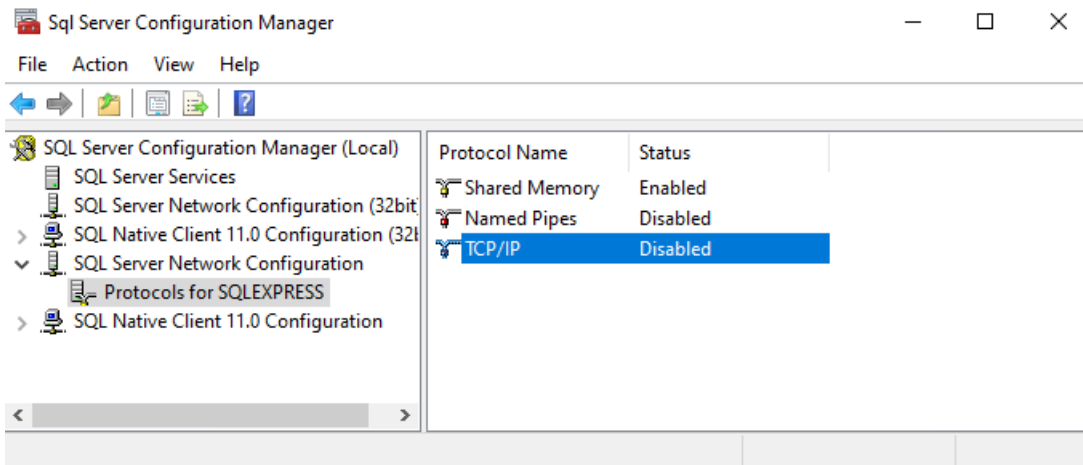 Sql Server Configuration Manager
File Action View Help
SQL Server Configuration Manager (Local)
SQL Server Services
SQL Server Network Configuration (32bit
SQL Native Client 11.0 Configuration (32
SQL Server Network Configuration
Protocols for SQLEXPRESS
SQL Native Client 11.0 Configuration
Protocol Name Status
Shared Memory Enabled
Named Pipes Disabled
TCP/IP Disabled